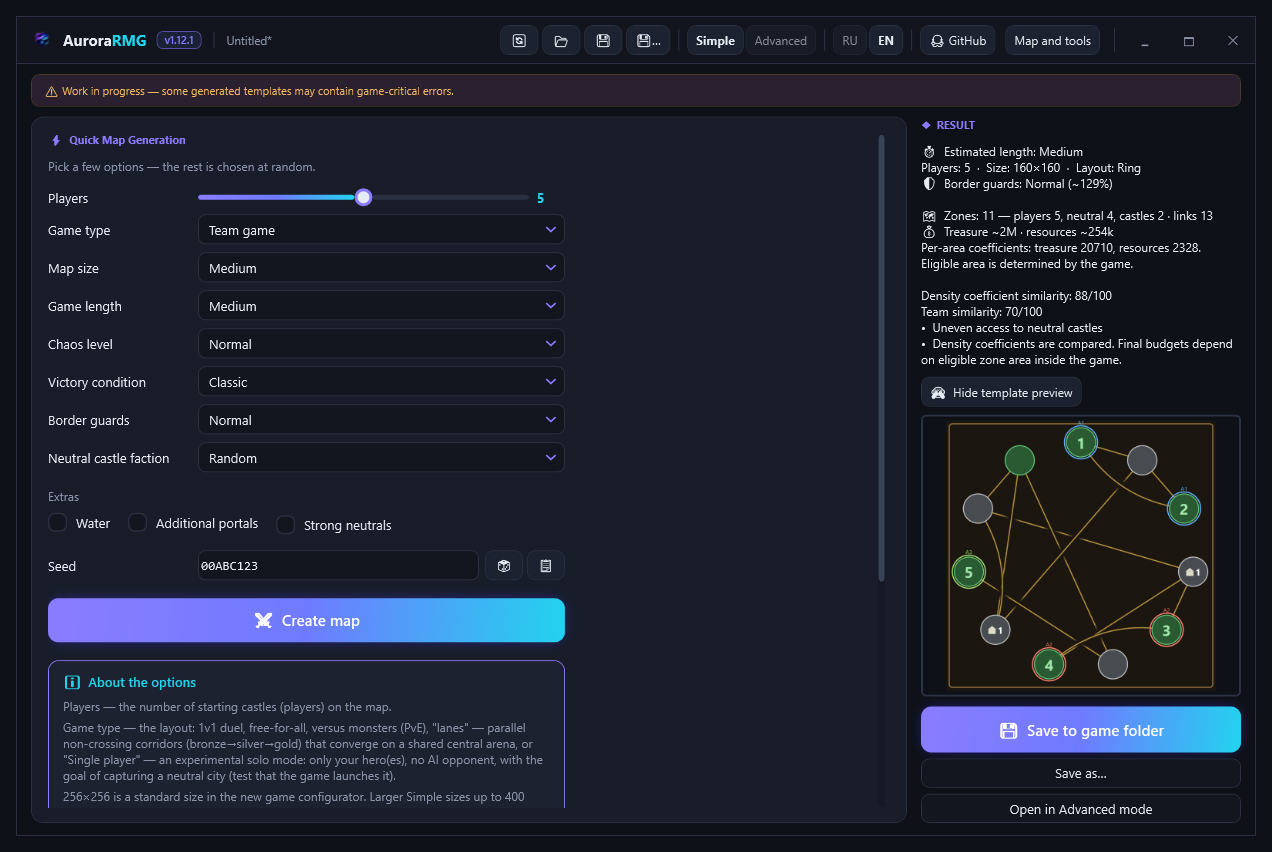 AuroraRMG v1.12.1 Untitled* ... Simple Advanced RU EN GitHub Map and tools
Work in progress — some generated templates may contain game-critical errors.
Quick Map Generation
Pick a few options — the rest is chosen at random.
Players 5
Game type Team game
Map size Medium
Game length Medium
Chaos level Normal
Victory condition Classic
Border guards Normal
Neutral castle faction Random
Extras
Water Additional portals Strong neutrals
Seed 00ABC123
Create map
About the options
Players — the number of starting castles (players) on the map.
Game type — the layout: 1v1 duel, free-for-all, versus monsters (PvE), "lanes" — parallel
non-crossing corridors (bronze→silver→gold) that converge on a shared central arena, or
"Single player" — an experimental solo mode: only your hero(es), no AI opponent, with the
goal of capturing a neutral city (test that the game launches it).
256×256 is a standard size in the new game configurator. Larger Simple sizes up to 400
RESULT
Estimated length: Medium
Players: 5 · Size: 160×160 · Layout: Ring
Border guards: Normal (~129%)
Zones: 11 — players 5, neutral 4, castles 2 · links 13
Treasure ~2M · resources ~254k
Per-area coefficients: treasure 20710, resources 2328.
Eligible area is determined by the game.
Density coefficient similarity: 88/100
Team similarity: 70/100
• Uneven access to neutral castles
• Density coefficients are compared. Final budgets depend
on eligible zone area inside the game.
Hide template preview
1
2
5
1
1
3
4
Save to game folder
Save as...
Open in Advanced mode